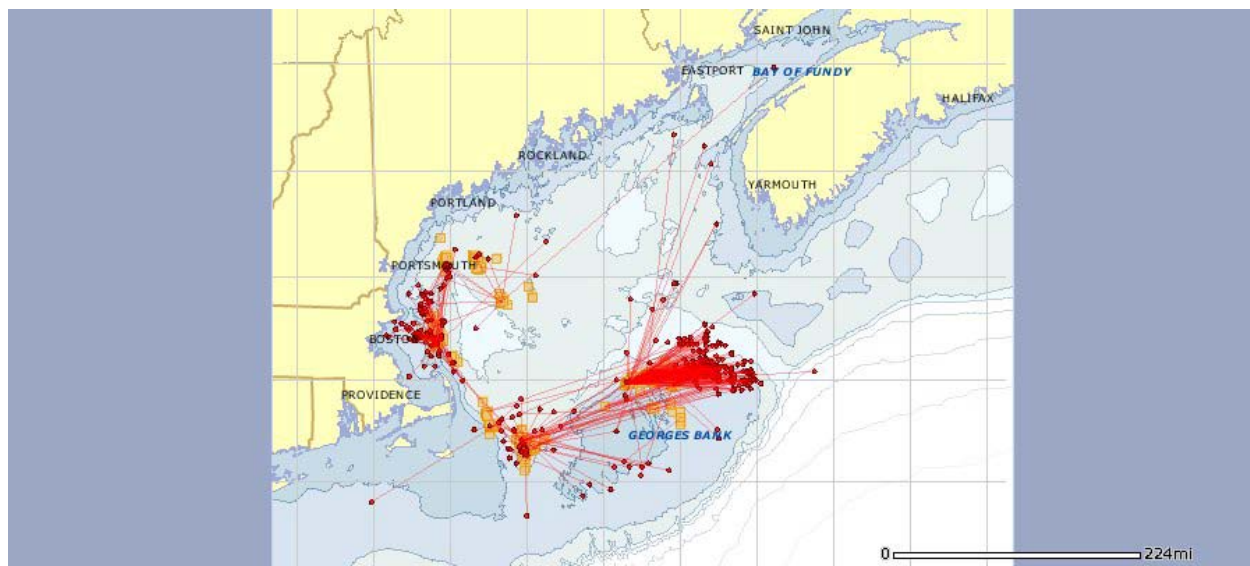 SAINT JOHN
EASTPORT
BAY OF FUNDY
HALIFAX
ROCKLAND
YARMOUTH
PORTLAND
PORTSMOUTH
BOSTON
PROVIDENCE
GEORGES BANK
0
224mi